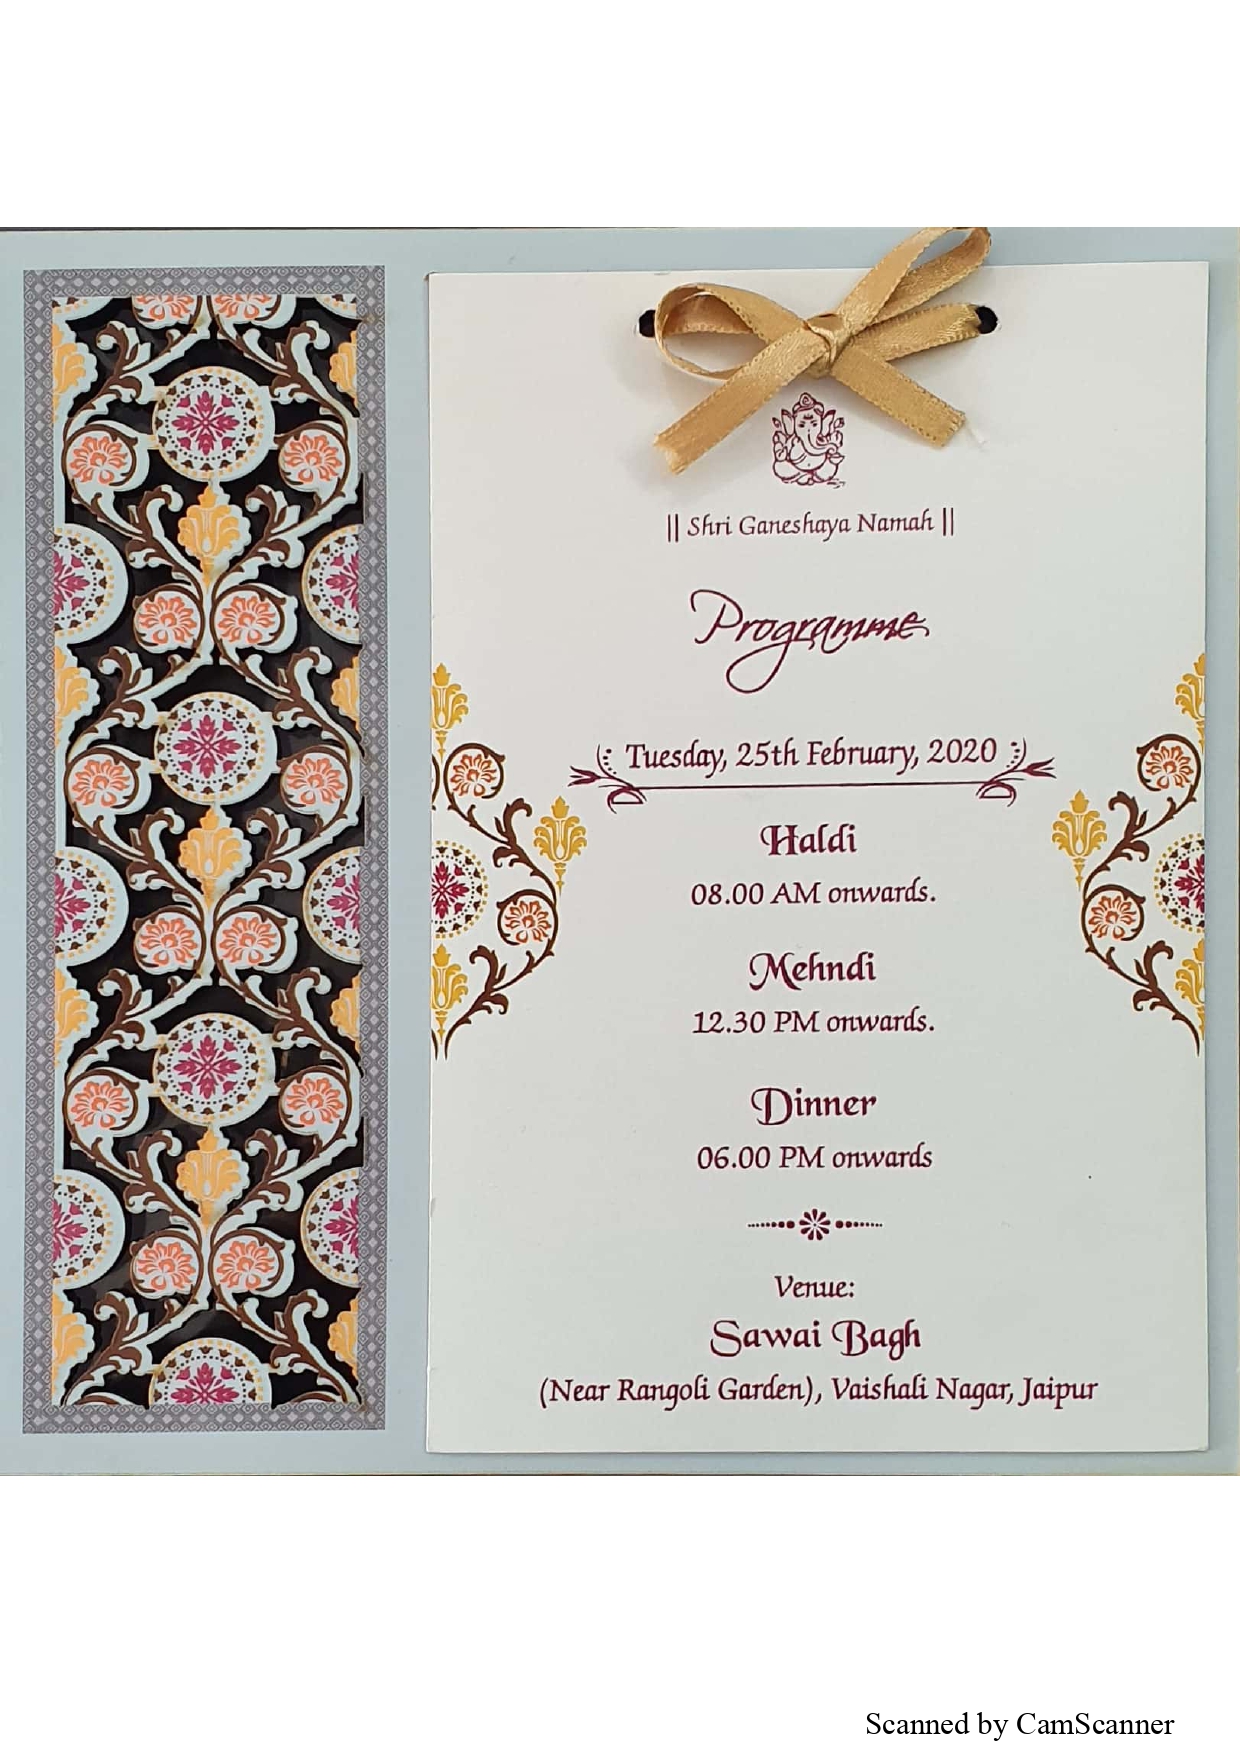 || Shri Ganeshaya Namah ||
Programme
Tuesday, 25th February, 2020
Haldi
08.00 AM onwards.
Mehndi
12.30 PM onwards.
Dinner
06.00 PM onwards
Venue:
Sawai Bagh
(Near Rangoli Garden), Vaishali Nagar, Jaipur
Scanned by CamScanner